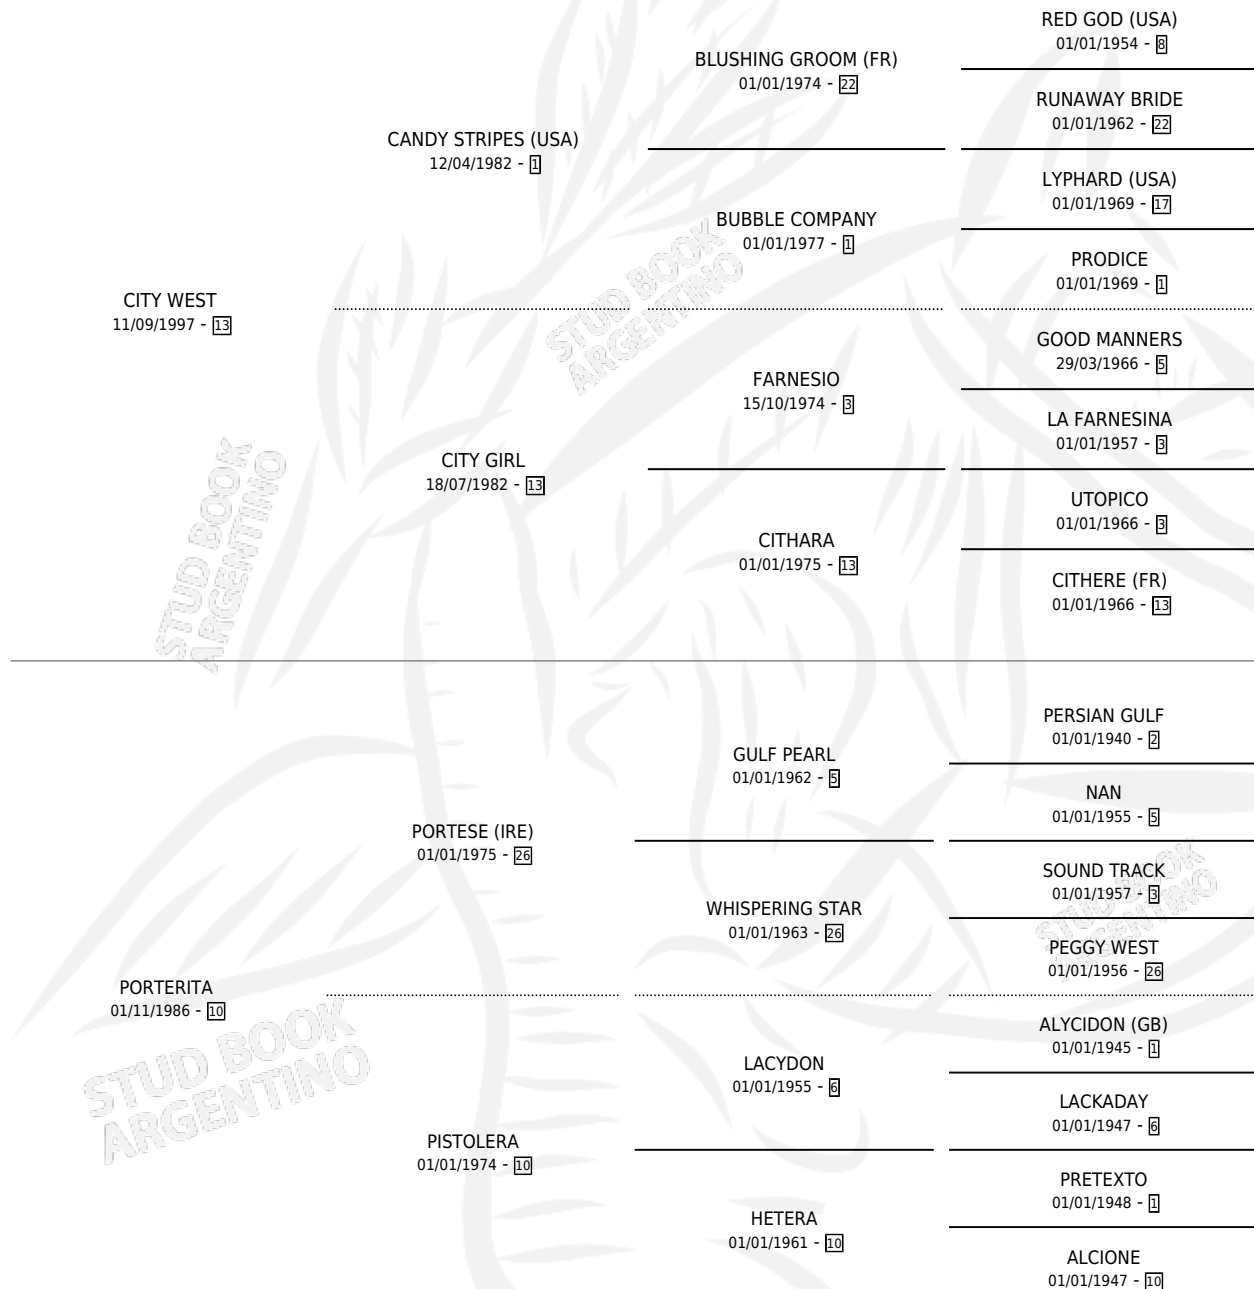 RED GOD (USA)
01/01/1954 - 8
BLUSHING GROOM (FR)
01/01/1974 - 22
RUNAWAY BRIDE
01/01/1962 - 22
CANDY STRIPES (USA)
12/04/1982 - 1
LYPHARD (USA)
01/01/1969 - 17
BUBBLE COMPANY
01/01/1977 - 1
PRODICE
01/01/1969 - 1
CITY WEST
11/09/1997 - 13
GOOD MANNERS
29/03/1966 - 5
FARNESIO
15/10/1974 - 3
LA FARNESINA
01/01/1957 - 3
CITY GIRL
18/07/1982 - 13
UTOPICO
01/01/1966 - 3
CITHARA
01/01/1975 - 13
CITHERE (FR)
01/01/1966 - 13
PERSIAN GULF
01/01/1940 - 2
GULF PEARL
01/01/1962 - 5
NAN
01/01/1955 - 5
PORTESE (IRE)
01/01/1975 - 26
SOUND TRACK
01/01/1957 - 3
WHISPERING STAR
01/01/1963 - 26
PEGGY WEST
01/01/1956 - 26
PORTERITA
01/11/1986 - 10
ALYCIDON (GB)
01/01/1945 - 1
LACYDON
01/01/1955 - 6
LACKADAY
01/01/1947 - 6
PISTOLERA
01/01/1974 - 10
PRETEXTO
01/01/1948 - 1
HETERA
01/01/1961 - 10
ALCIONE
01/01/1947 - 10
STUD BOOK
ARGENTINO
STUD BOOK
ARGENTINO
STUD BOOK
ARGENTINO
STUD BOOK
ARGENTINO